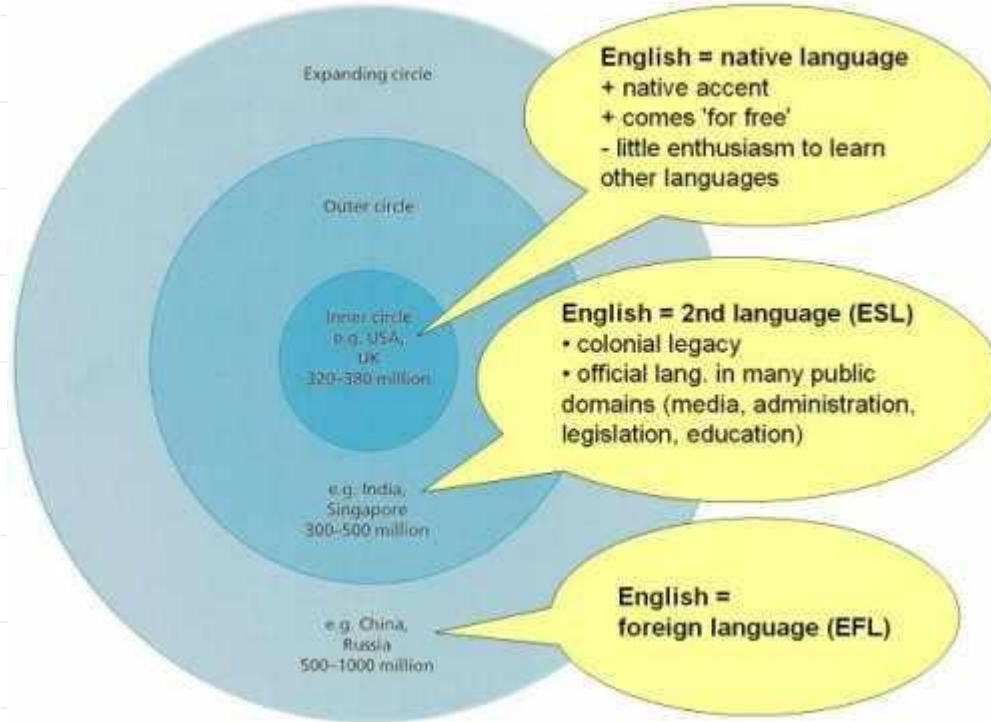 Expanding circle
Outer circle
Inner circle
e.g. USA,
UK
320–380 million
e.g. India,
Singapore
300–500 million
e.g. China,
Russia
500–1000 million
English = native language
+ native accent
+ comes 'for free'
- little enthusiasm to learn
other languages
English = 2nd language (ESL)
• colonial legacy
• official lang. in many public
domains (media, administration,
legislation, education)
English =
foreign language (EFL)